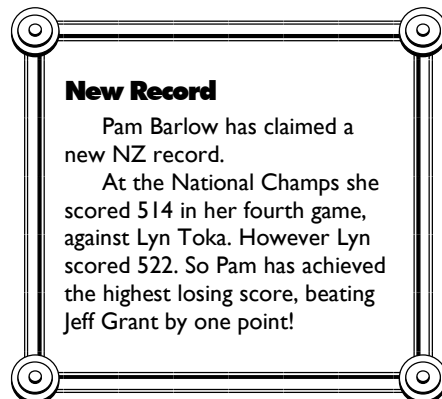 New Record
Pam Barlow has claimed a
new NZ record.
At the National Champs she
scored 514 in her fourth game,
against Lyn Toka. However Lyn
scored 522. So Pam has achieved
the highest losing score, beating
Jeff Grant by one point!